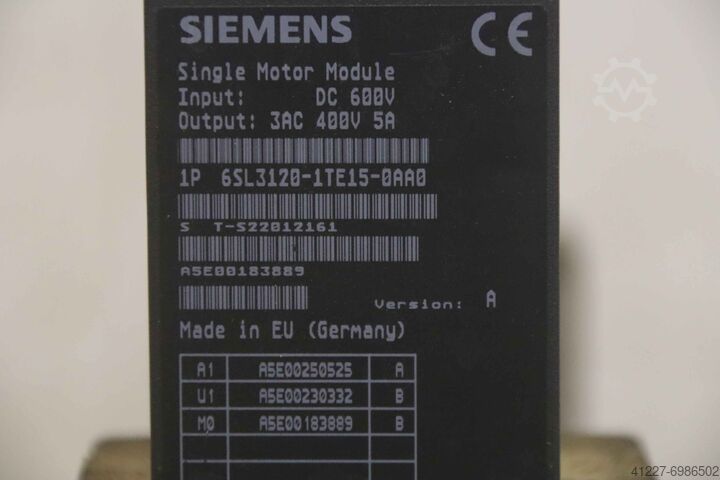 SIEMENS CE
Single Motor Module
Input: DC 600V
Output: 3AC 400V 5A
1P 6SL3120-1TE15-0AA0
S T-S22012161
A5E00183889
Version: A
Made in EU (Germany)
A1 A5E00250525 A
U1 A5E00230332 B
M0 A5E00183889 B
41227-6986502